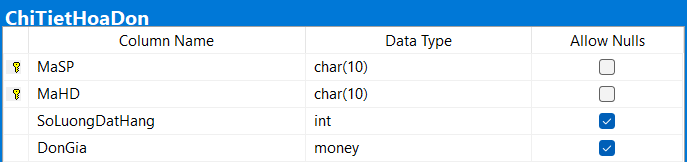 ChiTietHoaDon
Column Name Data Type Allow Nulls
MaSP char(10)
MaHD char(10)
SoLuongDatHang int
DonGia money